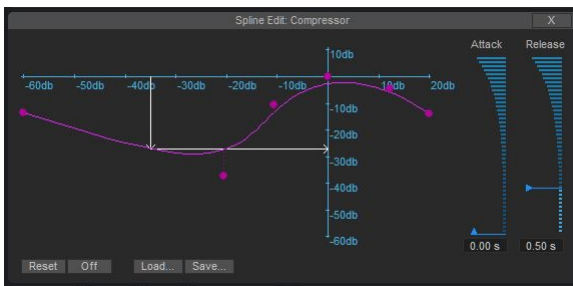 Spline Edit: Compressor X
Attack Release
10db
-60db -50db -40db -30db -20db -10db 10db 20db
-10db
-20db
-30db
-40db
-50db
-60db
0.00 s 0.50 s
Reset Off Load... Save...